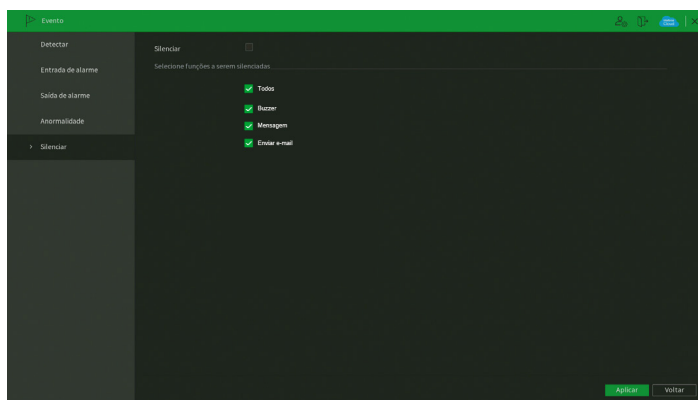 Evento
Detectar
Entrada de alarme
Saída de alarme
Anormalidade
Silenciar
Silenciar
Selecione funções a serem silenciadas
Todos
Buzzer
Mensagem
Enviar e-mail
Aplicar
Voltar